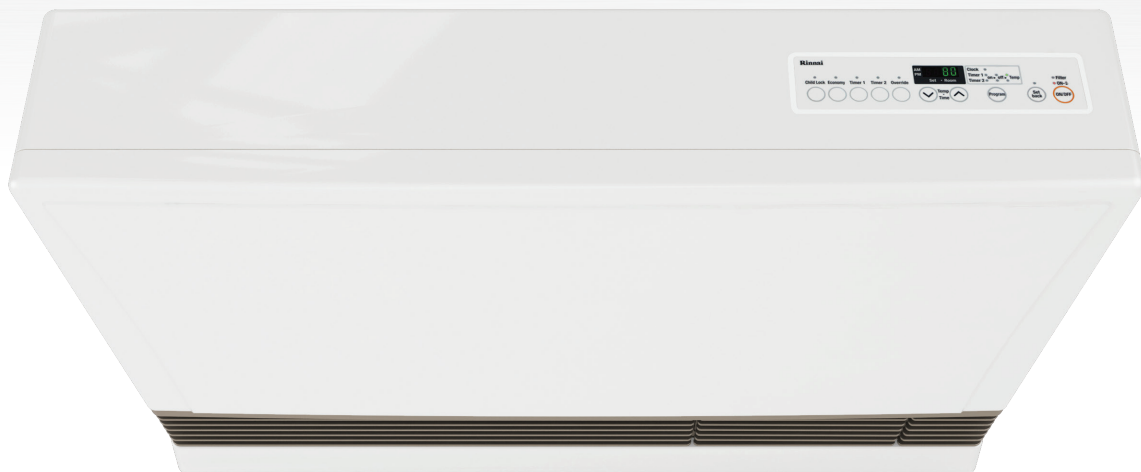 Rinnai
AM
PM
80
Set • Room
Clock
Timer 1
Timer 2
on
off
Temp
Filter
Child Lock
Economy
Timer 1
Timer 2
Override
Temp
Time
Program
Set back
ON/OFF